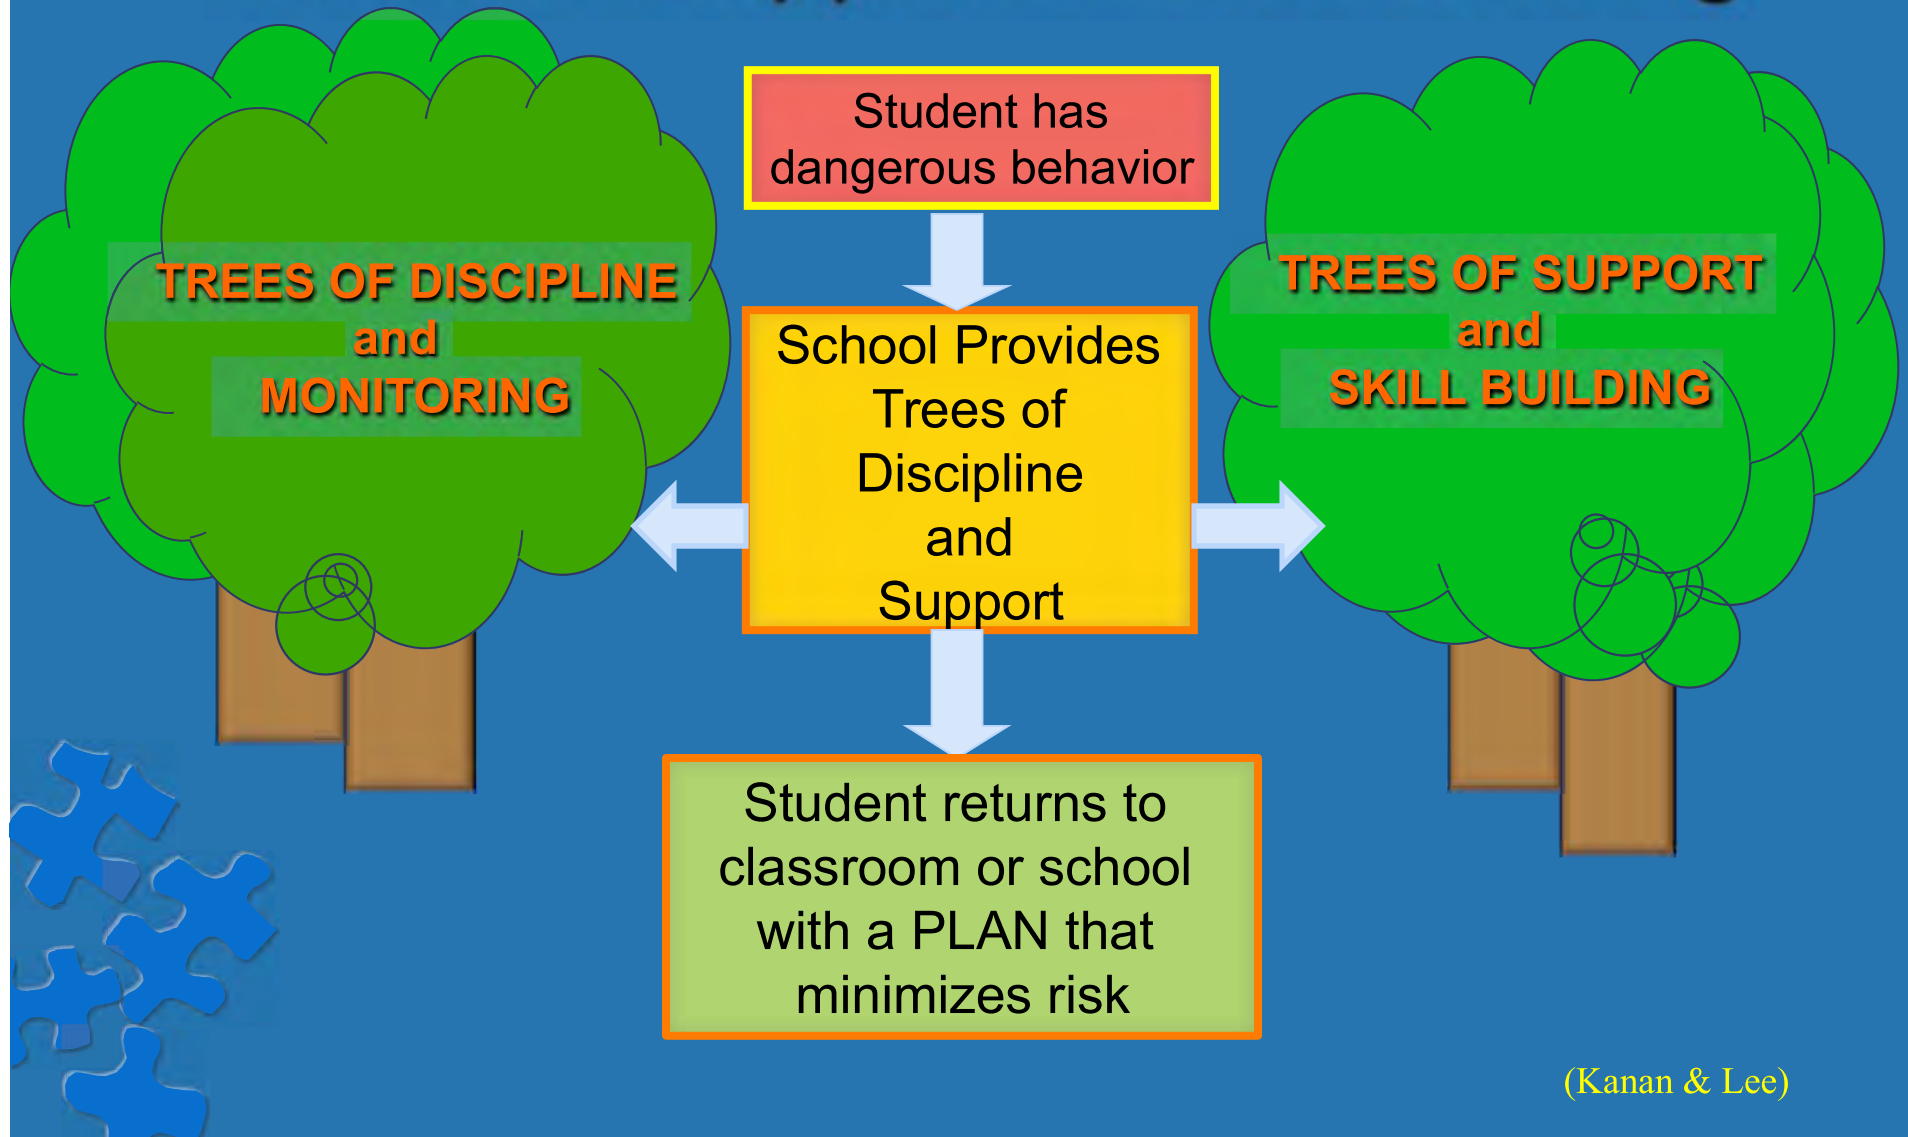 Student has
dangerous behavior
TREES OF DISCIPLINE
and
MONITORING
School Provides
Trees of
Discipline
and
Support
TREES OF SUPPORT
and
SKILL BUILDING
Student returns to
classroom or school
with a PLAN that
minimizes risk
(Kanan & Lee)